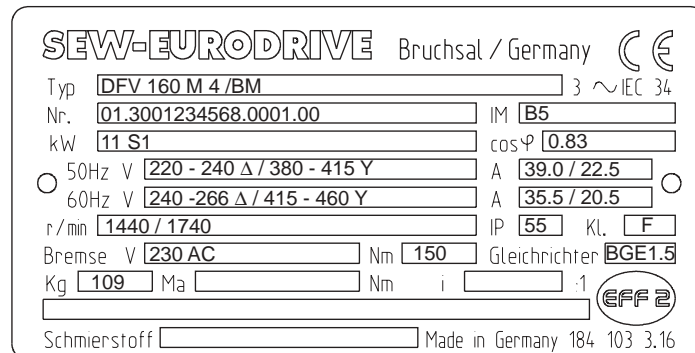 SEW-EURODRIVE Bruchsal / Germany CE
Typ DFV 160 M 4 /BM 3 ~ IEC 34
Nr. 01.3001234568.0001.00 IM B5
kW 11 S1 cosφ 0.83
50Hz V 220 - 240 Δ / 380 - 415 Y A 39.0 / 22.5
60Hz V 240 -266 Δ / 415 - 460 Y A 35.5 / 20.5
r/min 1440 / 1740 IP 55 Kl. F
Bremse V 230 AC Nm 150 Gleichrichter BGE1.5
Kg 109 Ma Nm i :1
EFF 2
Schmierstoff Made in Germany 184 103 3.16